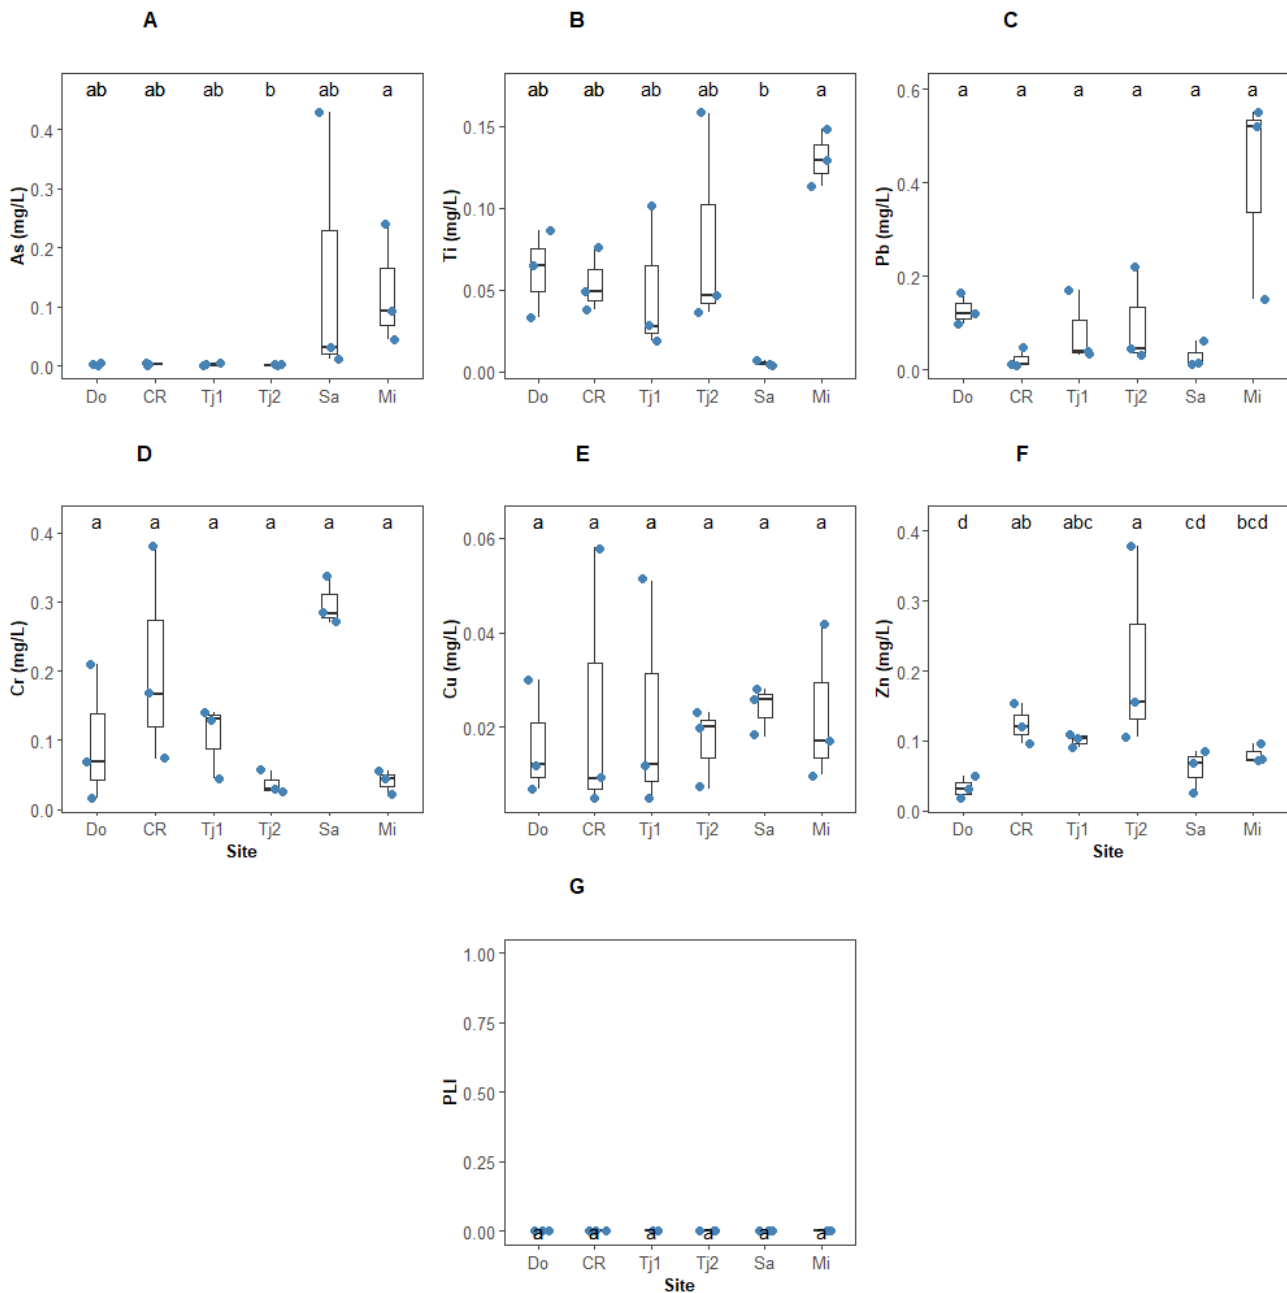 A
B
C
ab ab ab b ab a
ab ab ab ab b a
a a a a a a
As (mg/L)
0.4
0.3
0.2
0.1
0.0
Ti (mg/L)
0.15
0.10
0.05
0.00
Pb (mg/L)
0.6
0.4
0.2
0.0
Do CR Tj1 Tj2 Sa Mi
Do CR Tj1 Tj2 Sa Mi
Do CR Tj1 Tj2 Sa Mi
D
E
F
a a a a a a
a a a a a a
d ab abc a cd bcd
Cr (mg/L)
0.4
0.3
0.2
0.1
0.0
Cu (mg/L)
0.06
0.04
0.02
Zn (mg/L)
0.4
0.3
0.2
0.1
0.0
Do CR Tj1 Tj2 Sa Mi
Do CR Tj1 Tj2 Sa Mi
Do CR Tj1 Tj2 Sa Mi
Site
Site
G
PLI
1.00
0.75
0.50
0.25
0.00
a a a a a a
Do CR Tj1 Tj2 Sa Mi
Site